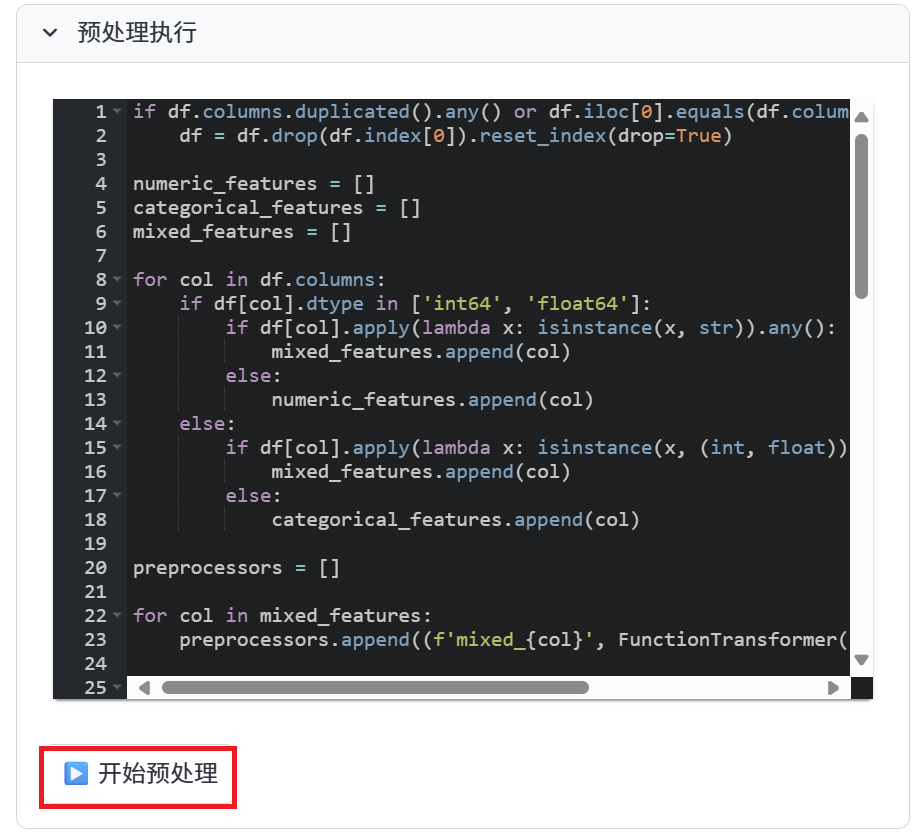 预处理执行
1 if df.columns.duplicated().any() or df.iloc[0].equals(df.colum
2 df = df.drop(df.index[0]).reset_index(drop=True)
3
4 numeric_features = []
5 categorical_features = []
6 mixed_features = []
7
8 for col in df.columns:
9 if df[col].dtype in ['int64', 'float64']:
10 if df[col].apply(lambda x: isinstance(x, str)).any():
11 mixed_features.append(col)
12 else:
13 numeric_features.append(col)
14 else:
15 if df[col].apply(lambda x: isinstance(x, (int, float))
16 mixed_features.append(col)
17 else:
18 categorical_features.append(col)
19
20 preprocessors = []
21
22 for col in mixed_features:
23 preprocessors.append((f'mixed_{col}', FunctionTransformer(
24
25
开始预处理